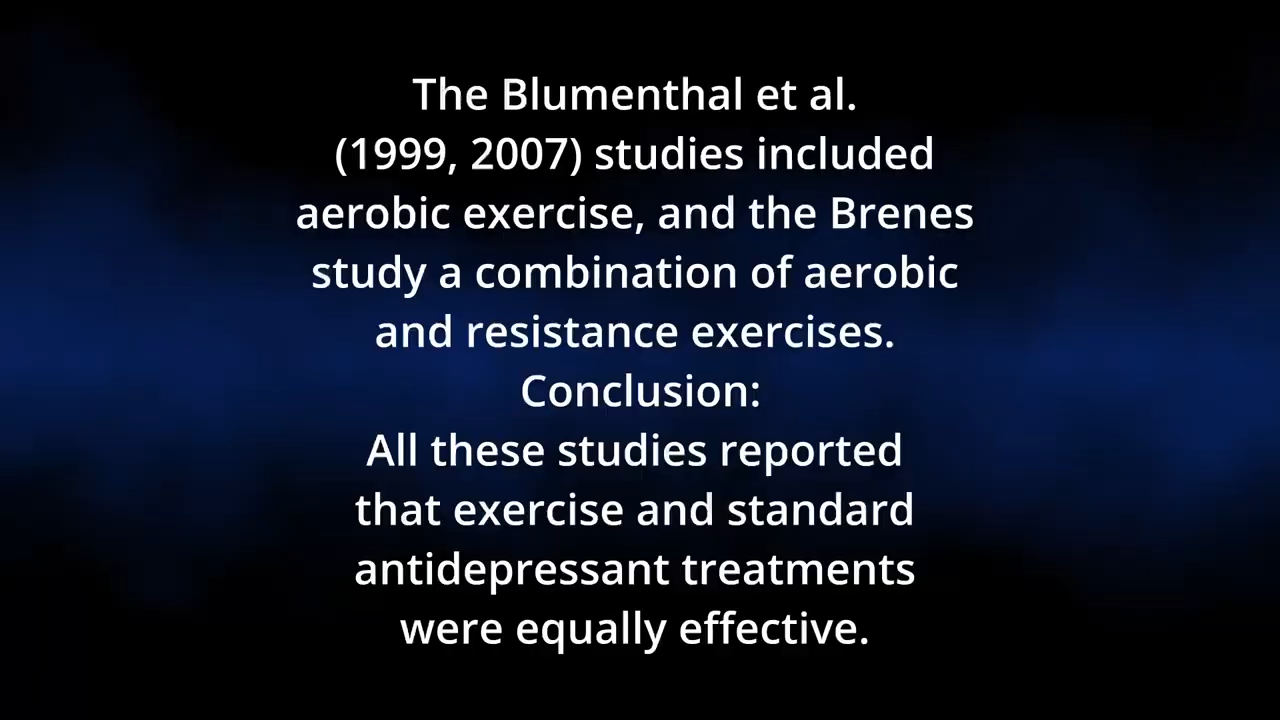 The Blumenthal et al.
(1999, 2007) studies included
aerobic exercise, and the Brenes
study a combination of aerobic
and resistance exercises.
Conclusion:
All these studies reported
that exercise and standard
antidepressant treatments
were equally effective.